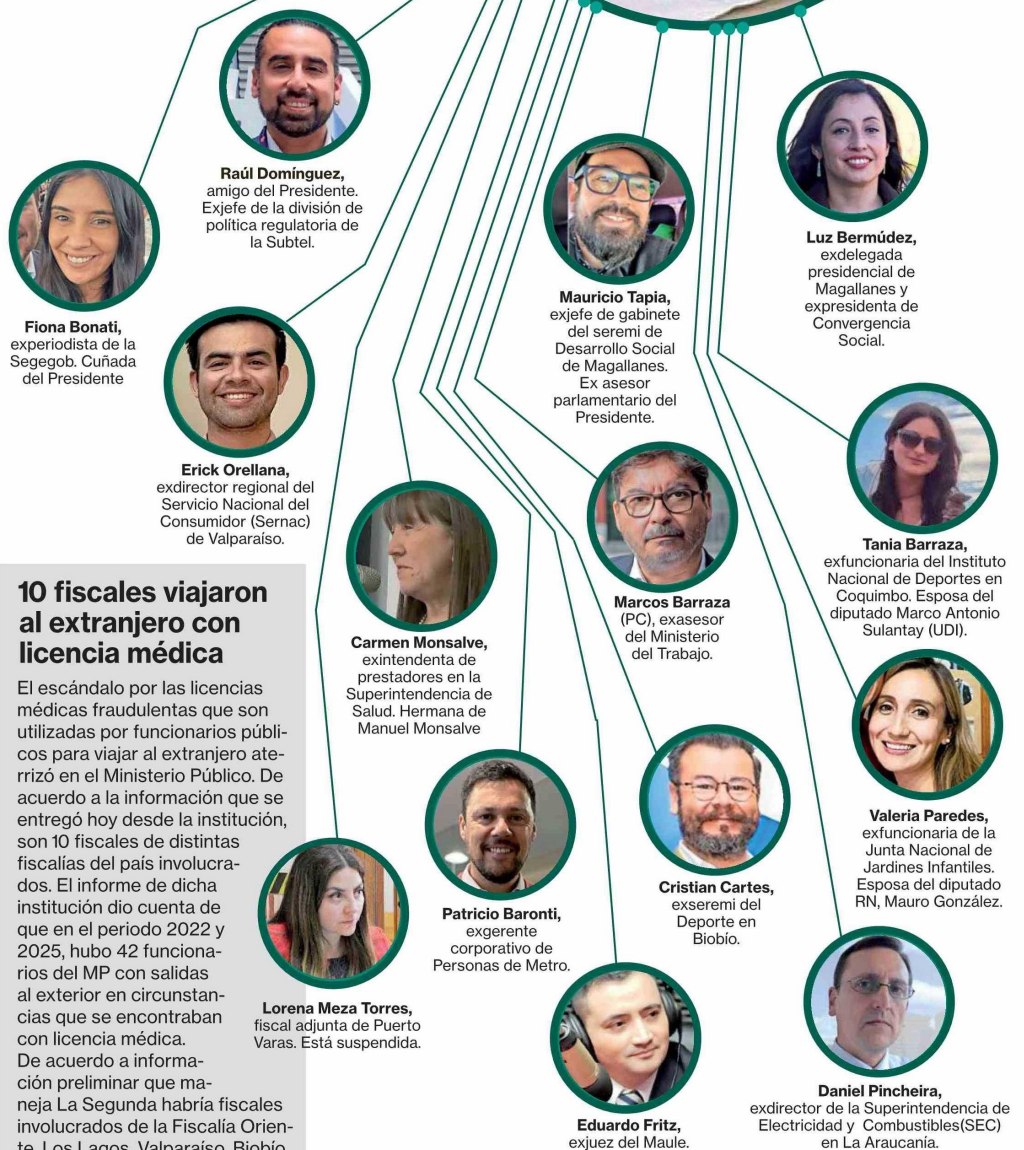 Raúl Domínguez,
amigo del Presidente.
Exjefe de la división de
política regulatoria de
la Subtel.
Luz Bermúdez,
exdelegada
presidencial de
Magallanes y
expresidenta de
Convergencia
Social.
Fiona Bonati,
experiodista de la
Segegob. Cuñada
del Presidente
Mauricio Tapia,
exjefe de gabinete
del seremi de
Desarrollo Social
de Magallanes.
Ex asesor
parlamentario del
Presidente.
Erick Orellana,
exdirector regional del
Servicio Nacional del
Consumidor (Sernac)
de Valparaíso.
Tania Barraza,
exfuncionaria del Instituto
Nacional de Deportes en
Coquimbo. Esposa del
diputado Marco Antonio
Sulantay (UDI).
Marcos Barraza
(PC), exasesor
del Ministerio
del Trabajo.
Carmen Monsalve,
exintendenta de
prestadores en la
Superintendencia de
Salud. Hermana de
Manuel Monsalve
Valeria Paredes,
exfuncionaria de la
Junta Nacional de
Jardines Infantiles.
Esposa del diputado
RN, Mauro González.
Cristian Cartes,
exseremi del
Deporte en
Biobío.
Patricio Baronti,
exgerente
corporativo de
Personas de Metro.
Lorena Meza Torres,
fiscal adjunta de Puerto
Varas. Está suspendida.
Daniel Pincheira,
exdirector de la Superintendencia de
Electricidad y Combustibles(SEC)
en La Araucanía.
Eduardo Fritz,
exjuez del Maule.
10 fiscales viajaron
al extranjero con
licencia médica
El escándalo por las licencias
médicas fraudulentas que son
utilizadas por funcionarios públi-
cos para viajar al extranjero ate-
rrizó en el Ministerio Público. De
acuerdo a la información que se
entregó hoy desde la institución,
son 10 fiscales de distintas
fiscalías del país involucra-
dos. El informe de dicha
institución dio cuenta de
que en el periodo 2022 y
2025, hubo 42 funciona-
rios del MP con salidas
al exterior en circunstan-
cias que se encontraban
con licencia médica.
De acuerdo a informa-
ción preliminar que ma-
neja La Segunda habría fiscales
involucrados de la Fiscalía Orien-
te, Los Lagos, Valparaíso, Biobío